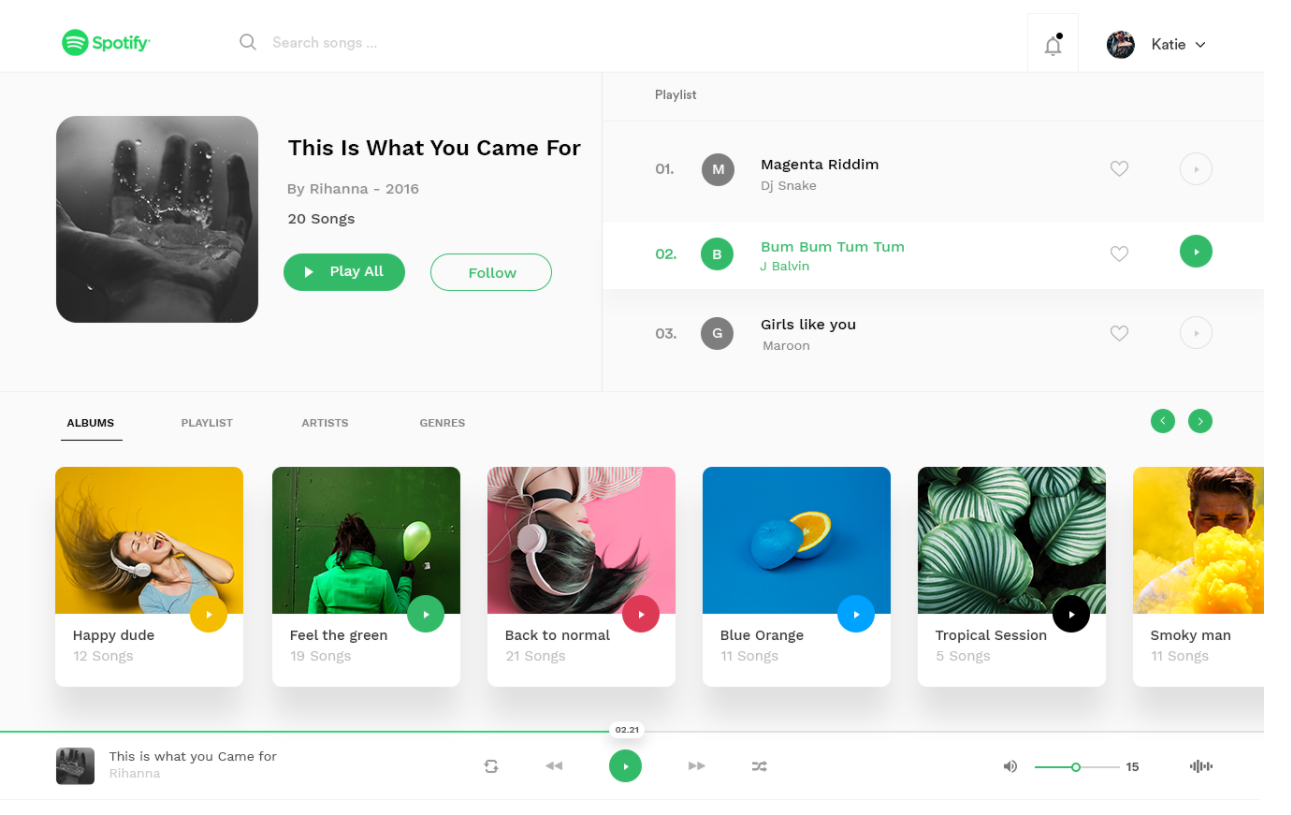 Spotify
Search songs ...
Katie
This Is What You Came For
By Rihanna - 2016
20 Songs
Play All
Follow
Playlist
01. M Magenta Riddim
Dj Snake
02. B Bum Bum Tum Tum
J Balvin
03. G Girls like you
Maroon
ALBUMS PLAYLIST ARTISTS GENRES
Happy dude
12 Songs
Feel the green
19 Songs
Back to normal
21 Songs
Blue Orange
11 Songs
Tropical Session
5 Songs
Smoky man
11 Songs
02.21
This is what you Came for
Rihanna
15